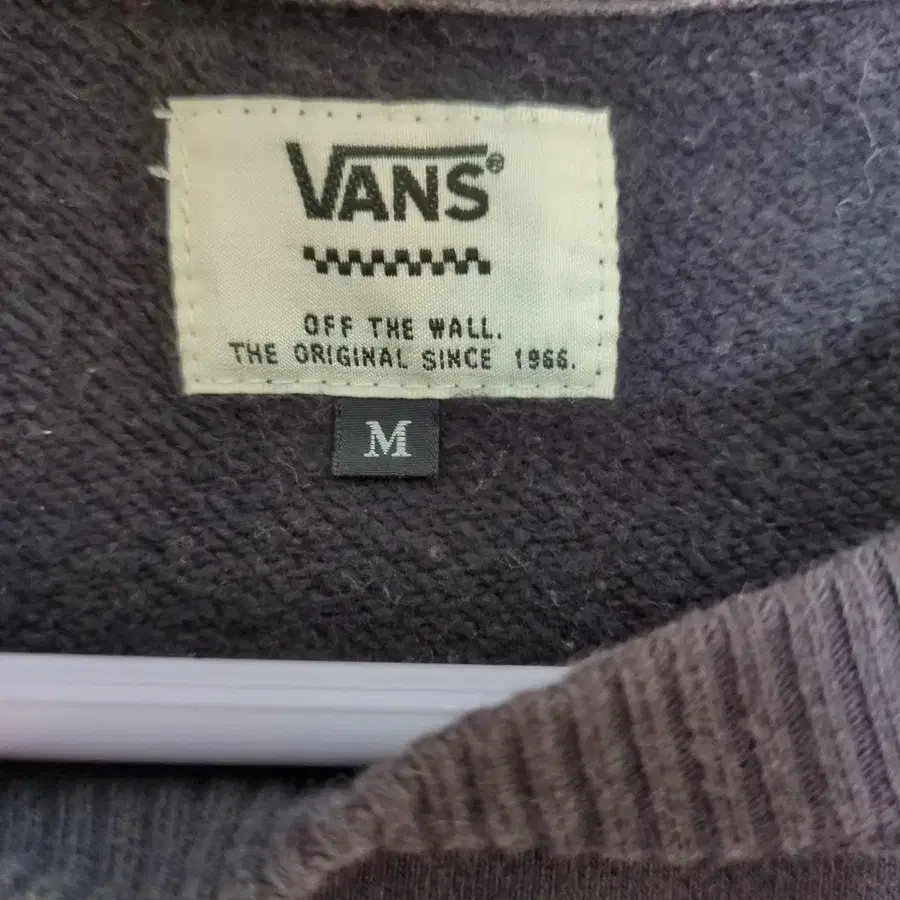 VANS®
OFF THE WALL.
THE ORIGINAL SINCE 1966.
M